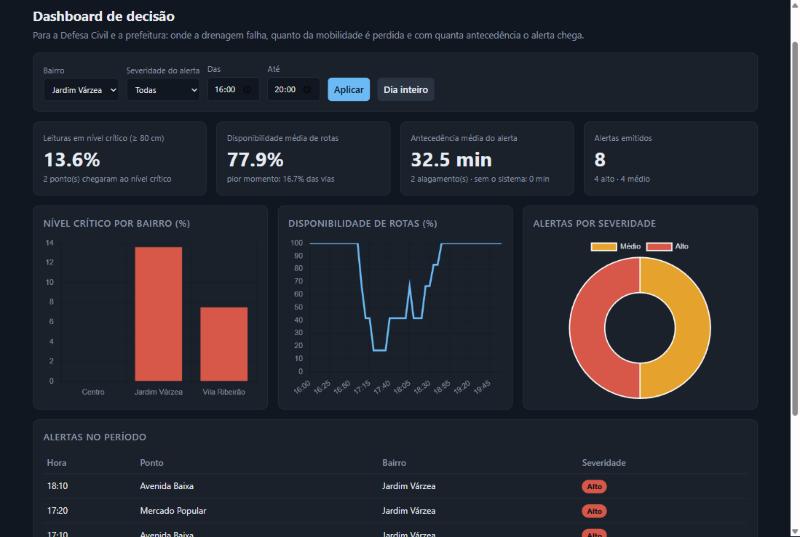 Dashboard de decisão
Para a Defesa Civil e a prefeitura: onde a drenagem falha, quanto da mobilidade é perdida e com quanta antecedência o alerta chega.
Bairro Severidade do alerta Das Até
Jardim Várzea Todas 16:00 20:00 Aplicar Dia inteiro
Leituras em nível crítico (≥ 80 cm)
13.6%
2 ponto(s) chegaram ao nível crítico
Disponibilidade média de rotas
77.9%
pior momento: 16.7% das vias
Antecedência média do alerta
32.5 min
2 alagamento(s) · sem o sistema: 0 min
Alertas emitidos
8
4 alto · 4 médio
NÍVEL CRÍTICO POR BAIRRO (%)
14
12
10
8
6
4
2
0
Centro Jardim Várzea Vila Ribeirão
DISPONIBILIDADE DE ROTAS (%)
100
90
80
70
60
50
40
30
20
10
0
16:00 16:25 16:50 17:15 17:40 18:05 18:30 18:55 19:20 19:45
ALERTAS POR SEVERIDADE
Médio Alto
ALERTAS NO PERÍODO
Hora Ponto Bairro Severidade
18:10 Avenida Baixa Jardim Várzea Alto
17:20 Mercado Popular Jardim Várzea Alto
17:10 Avenida Baixa Jardim Várzea Alto